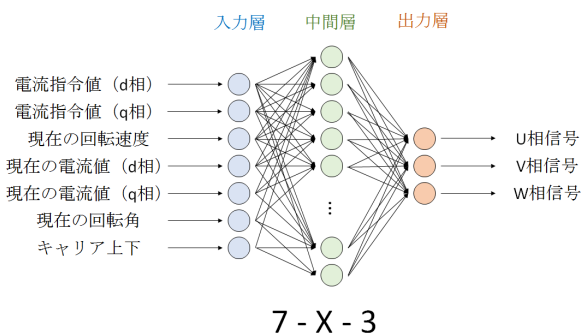 入力層
中間層
出力層
電流指令値（d相）
電流指令値（q相）
現在の回転速度
現在の電流値（d相）
現在の電流値（q相）
現在の回転角
キャリア上下
…
U相信号
V相信号
W相信号
7 - X - 3